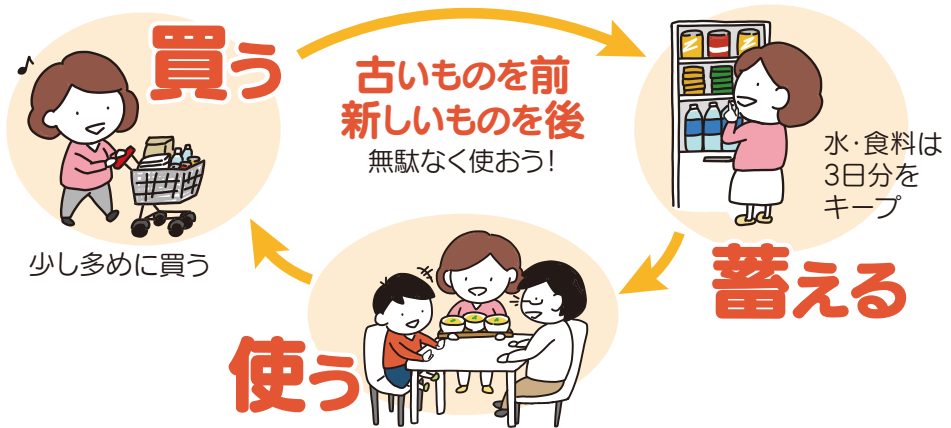 買う
古いものを前
新しいものを後
無駄なく使おう!
少し多めに買う
水・食料は
3日分を
キープ
蓄える
使う